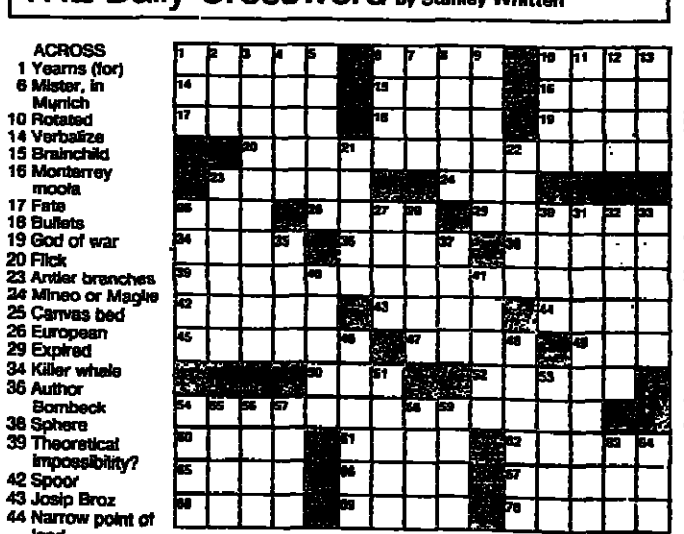 Daily Crossword by Stanley Whitten
ACROSS
1 Yearns (for)
6 Mister, in
Munich
10 Rotated
14 Verbalize
15 Brainchild
16 Monterrey
moola
17 Fate
18 Bullets
19 God of war
20 Flick
23 Antler branches
24 Mineo or Maglie
25 Canvas bed
26 European
29 Expired
34 Killer whale
36 Author
Bombeck
38 Sphere
39 Theoretical
impossibility?
42 Spoor
43 Josip Broz
44 Narrow point of
1 2 3 4 5 6 7 8 9 10 11 12 13
14 15 16
17 18 19
20 21 22
23 24
25 26 27 28 29 30 31 32 33
34 35 36 37 38
39 40 41
42 43 44
45 46 47 48 49
50 51 52 53
54 55 56 57 58 59
60 61 62 63 64
65 66 67
68 69 70